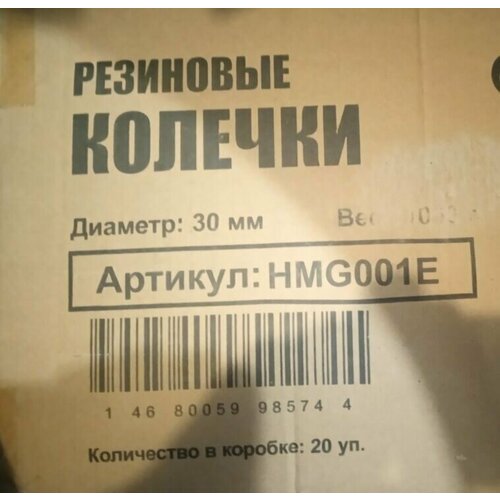 РЕЗИНОВЫЕ
КОЛЕЧКИ
Диаметр: 30 мм
Артикул: HMG001E
1 46 80059 98574 4
Количество в коробке: 20 уп.